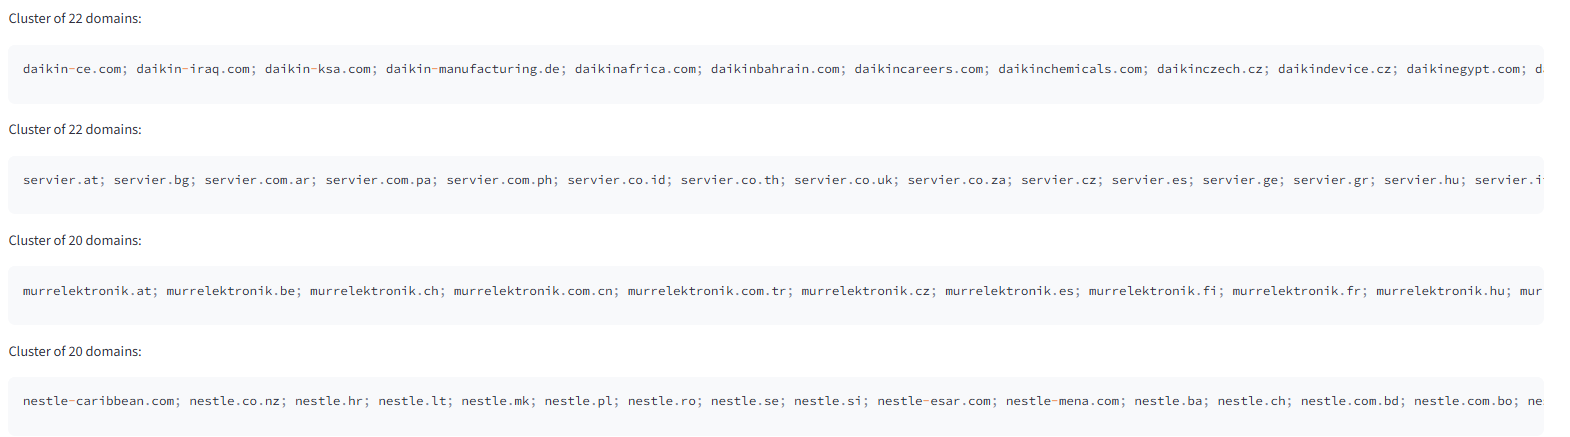 Cluster of 22 domains:
daikin-ce.com; daikin-iraq.com; daikin-ksa.com; daikin-manufacturing.de; daikinafrica.com; daikinbahrain.com; daikincareers.com; daikinchemicals.com; daikinczech.cz; daikindevice.cz; daikinegypt.com; d
Cluster of 22 domains:
servier.at; servier.bg; servier.com.ar; servier.com.pa; servier.com.ph; servier.co.id; servier.co.th; servier.co.uk; servier.co.za; servier.cz; servier.es; servier.ge; servier.gr; servier.hu; servier.i
Cluster of 20 domains:
murrelektronik.at; murrelektronik.be; murrelektronik.ch; murrelektronik.com.cn; murrelektronik.com.tr; murrelektronik.cz; murrelektronik.es; murrelektronik.fi; murrelektronik.fr; murrelektronik.hu; mur
Cluster of 20 domains:
nestle-caribbean.com; nestle.co.nz; nestle.hr; nestle.lt; nestle.mk; nestle.pl; nestle.ro; nestle.se; nestle.si; nestle-esar.com; nestle-mena.com; nestle.ba; nestle.ch; nestle.com.bd; nestle.com.bo; ne